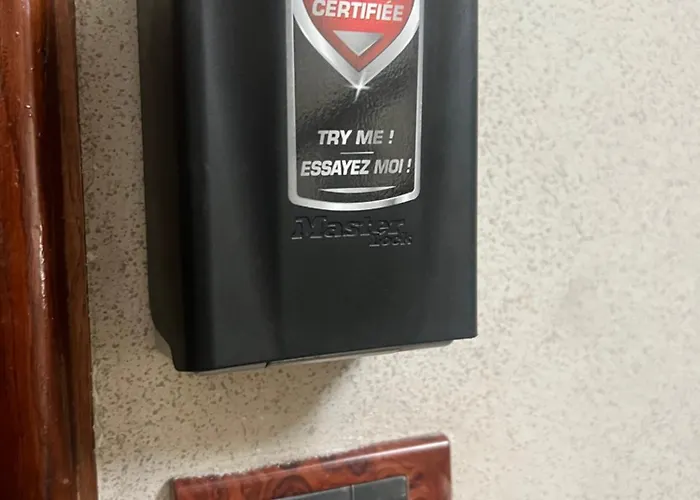 CERTIFIÉE
TRY ME !
ESSAYEZ MOI !
Master
Lock